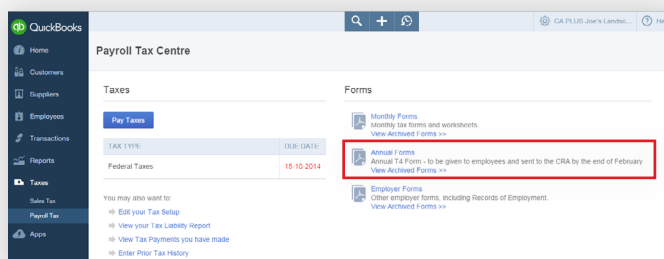 qb QuickBooks
CA PLUS Joe's Landsc...
He
Home
Customers
Suppliers
Employees
Transactions
Reports
Taxes
Sales Tax
Payroll Tax
Apps
Payroll Tax Centre
Taxes
Pay Taxes
TAX TYPE DUE DATE
Federal Taxes 15-10-2014
You may also want to:
Edit your Tax Setup
View your Tax Liability Report
View Tax Payments you have made
Enter Prior Tax History
Forms
Monthly Forms
Monthly tax forms and worksheets
View Archived Forms >>
Annual Forms
Annual T4 Form - to be given to employees and sent to the CRA by the end of February
View Archived Forms >>
Employer Forms
Other employer forms, including Records of Employment.
View Archived Forms >>